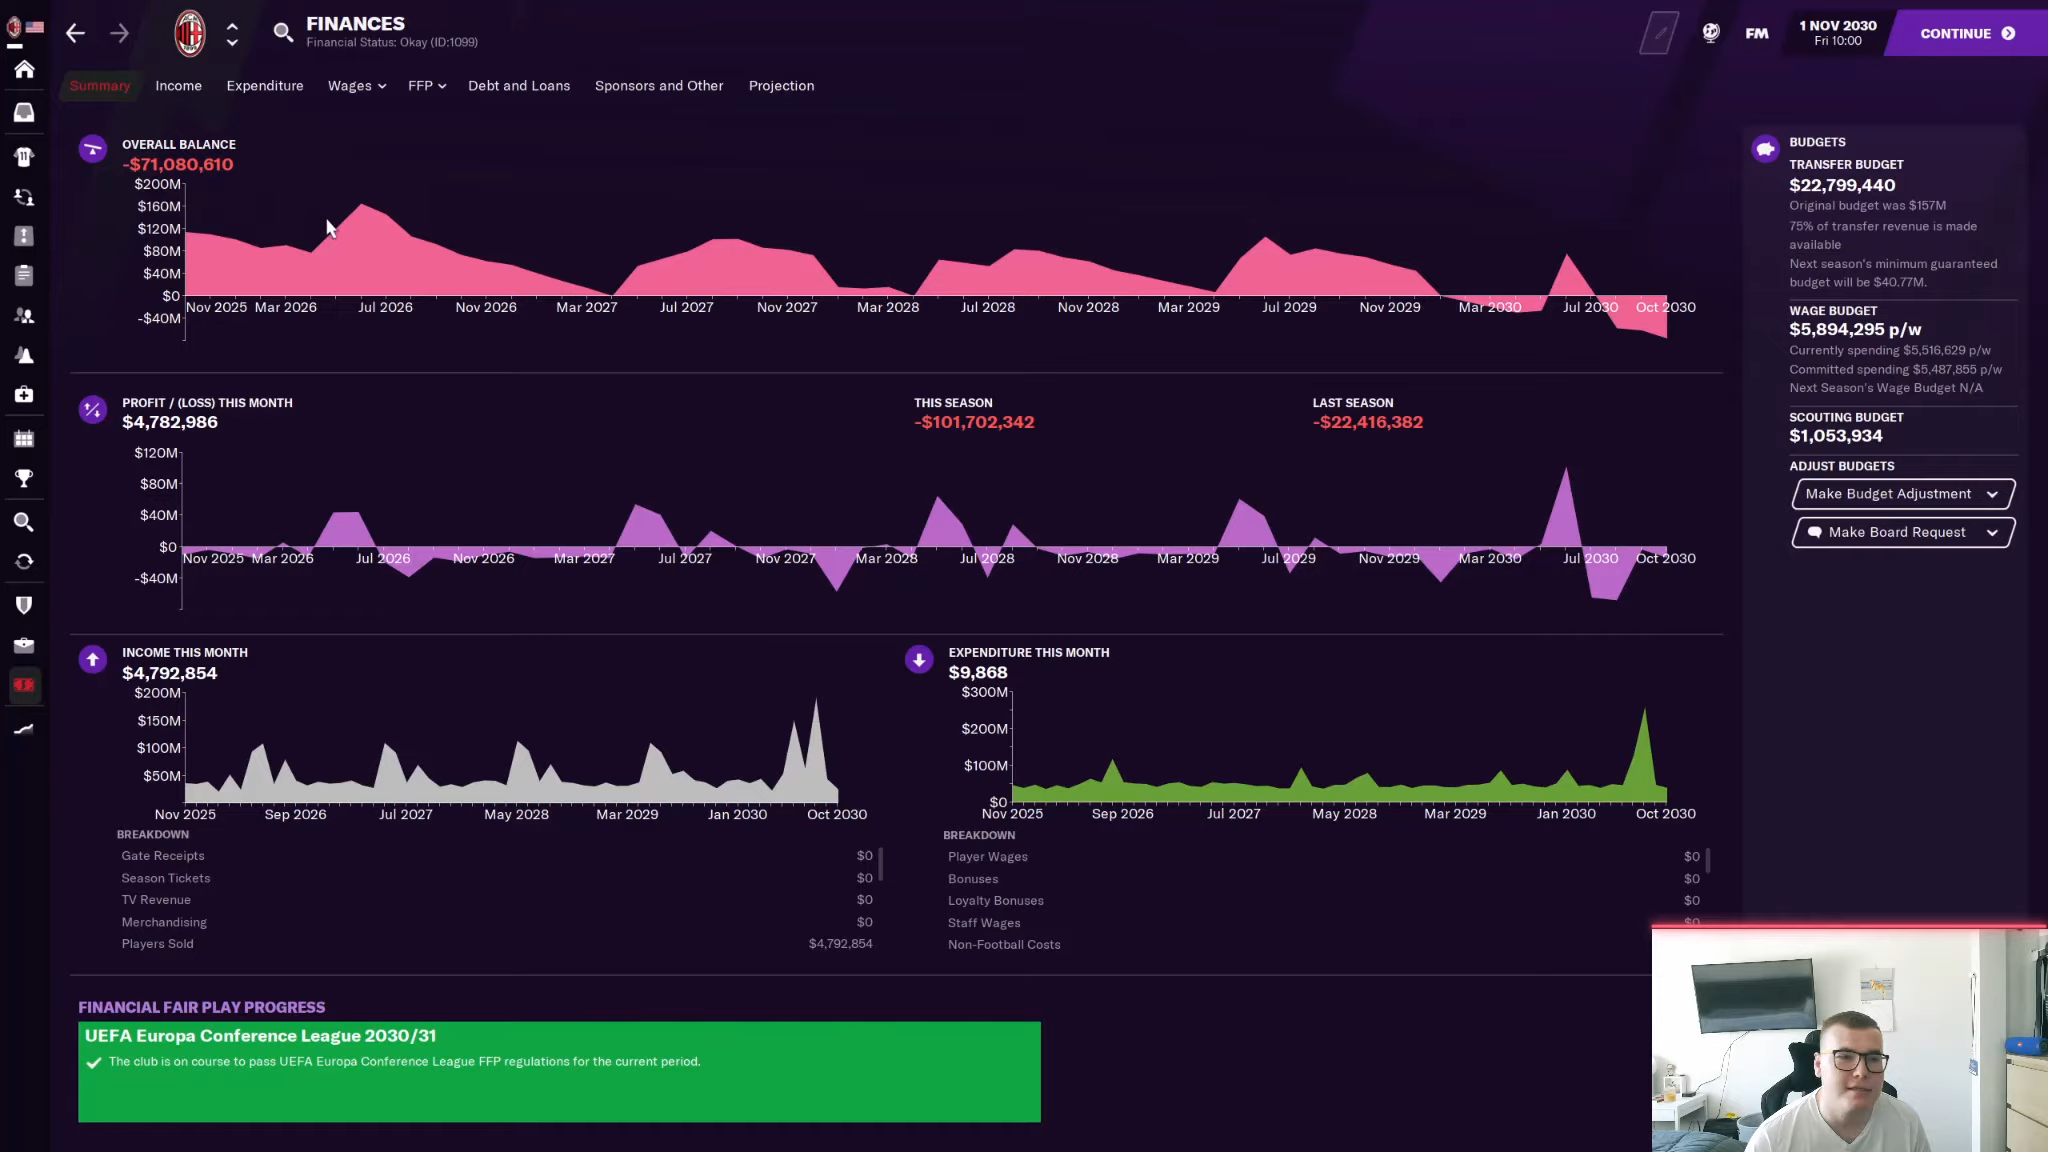 FINANCES
Financial Status: Okay (ID:1099)
FM
1 NOV 2030
Fri 10:00
CONTINUE
Summary
Income
Expenditure
Wages
FFP
Debt and Loans
Sponsors and Other
Projection
OVERALL BALANCE
-$71,080,610
$200M
$160M
$120M
$80M
$40M
$0
-$40M
Nov 2025 Mar 2026 Jul 2026 Nov 2026 Mar 2027 Jul 2027 Nov 2027 Mar 2028 Jul 2028 Nov 2028 Mar 2029 Jul 2029 Nov 2029 Mar 2030 Jul 2030 Oct 2030
PROFIT / (LOSS) THIS MONTH
$4,782,986
THIS SEASON
-$101,702,342
LAST SEASON
-$22,416,382
$120M
$80M
$40M
$0
-$40M
Nov 2025 Mar 2026 Jul 2026 Nov 2026 Mar 2027 Jul 2027 Nov 2027 Mar 2028 Jul 2028 Nov 2028 Mar 2029 Jul 2029 Nov 2029 Mar 2030 Jul 2030 Oct 2030
INCOME THIS MONTH
$4,792,854
$200M
$150M
$100M
$50M
Nov 2025 Sep 2026 Jul 2027 May 2028 Mar 2029 Jan 2030 Oct 2030
BREAKDOWN
Gate Receipts $0
Season Tickets $0
TV Revenue $0
Merchandising $0
Players Sold $4,792,854
EXPENDITURE THIS MONTH
$9,868
$300M
$200M
$100M
$0
Nov 2025 Sep 2026 Jul 2027 May 2028 Mar 2029 Jan 2030 Oct 2030
BREAKDOWN
Player Wages $0
Bonuses $0
Loyalty Bonuses $0
Staff Wages $0
Non-Football Costs
FINANCIAL FAIR PLAY PROGRESS
UEFA Europa Conference League 2030/31
The club is on course to pass UEFA Europa Conference League FFP regulations for the current period.
BUDGETS
TRANSFER BUDGET
$22,799,440
Original budget was $157M
75% of transfer revenue is made
available
Next season's minimum guaranteed
budget will be $40.77M.
WAGE BUDGET
$5,894,295 p/w
Currently spending $5,516,629 p/w
Committed spending $5,487,855 p/w
Next Season's Wage Budget N/A
SCOUTING BUDGET
$1,053,934
ADJUST BUDGETS
Make Budget Adjustment
Make Board Request